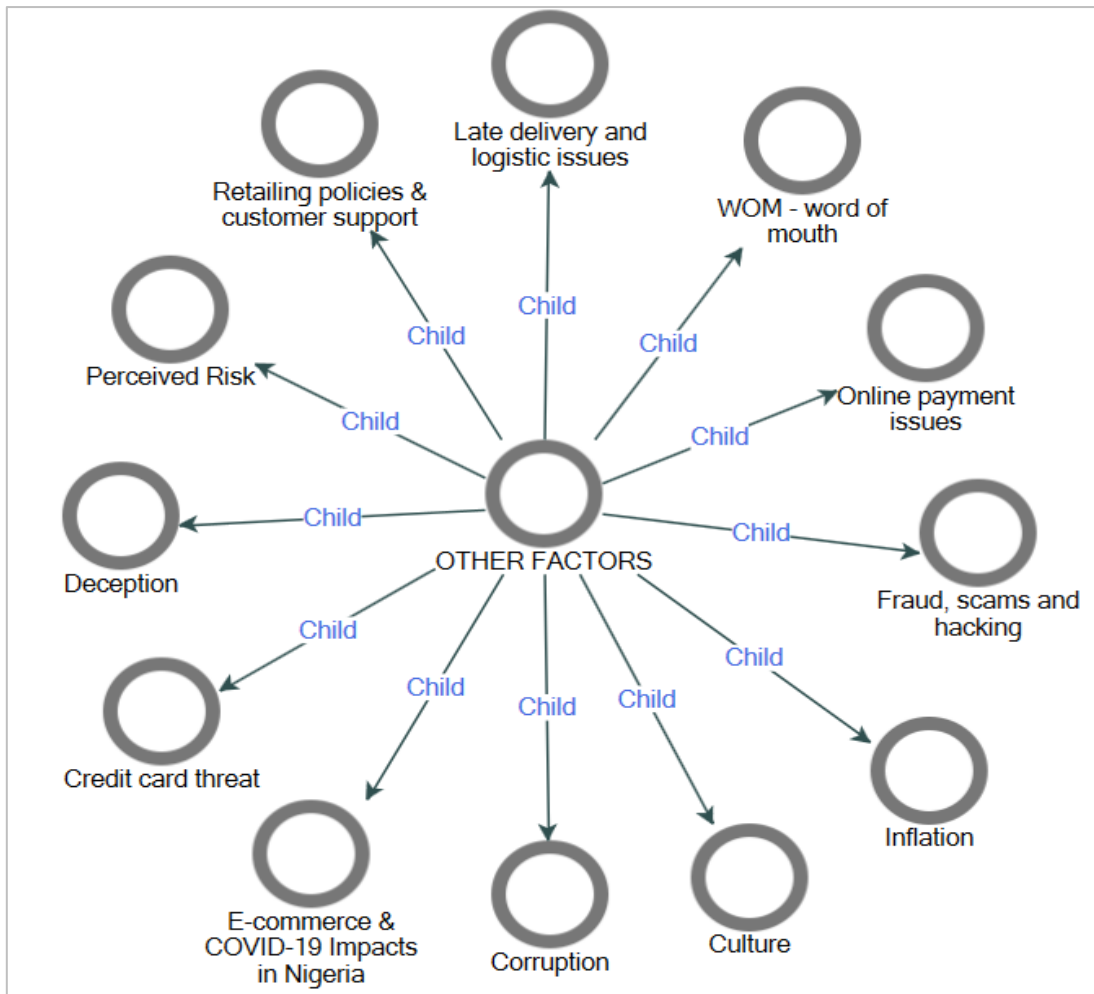 Late delivery and
logistic issues
Retailing policies &
customer support
WOM - word of
mouth
Child
Child
Child
Perceived Risk
Online payment
issues
Child
Child
Child
Child
OTHER FACTORS
Deception
Fraud, scams and
hacking
Child
Child
Child
Child
Child
Credit card threat
Inflation
E-commerce &
COVID-19 Impacts
in Nigeria
Corruption
Culture